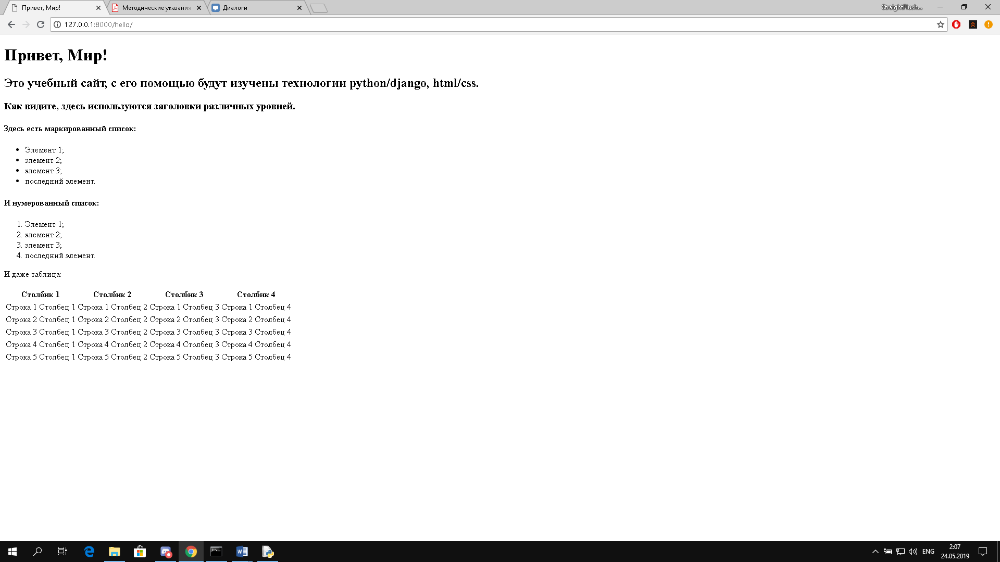 Привет, Мир!
Методические указания
Диалоги
StraightFlush...
127.0.0.1:8000/hello/
Привет, Мир!
Это учебный сайт, с его помощью будут изучены технологии python/django, html/css.
Как видите, здесь используются заголовки различных уровней.
Здесь есть маркированный список:
• Элемент 1;
• элемент 2;
• элемент 3;
• последний элемент.
И нумерованный список:
1. Элемент 1;
2. элемент 2;
3. элемент 3;
4. последний элемент.
И даже таблица:
Столбик 1 Столбик 2 Столбик 3 Столбик 4
Строка 1 Столбец 1 Строка 1 Столбец 2 Строка 1 Столбец 3 Строка 1 Столбец 4
Строка 2 Столбец 1 Строка 2 Столбец 2 Строка 2 Столбец 3 Строка 2 Столбец 4
Строка 3 Столбец 1 Строка 3 Столбец 2 Строка 3 Столбец 3 Строка 3 Столбец 4
Строка 4 Столбец 1 Строка 4 Столбец 2 Строка 4 Столбец 3 Строка 4 Столбец 4
Строка 5 Столбец 1 Строка 5 Столбец 2 Строка 5 Столбец 3 Строка 5 Столбец 4
ENG
2:07
24.05.2019